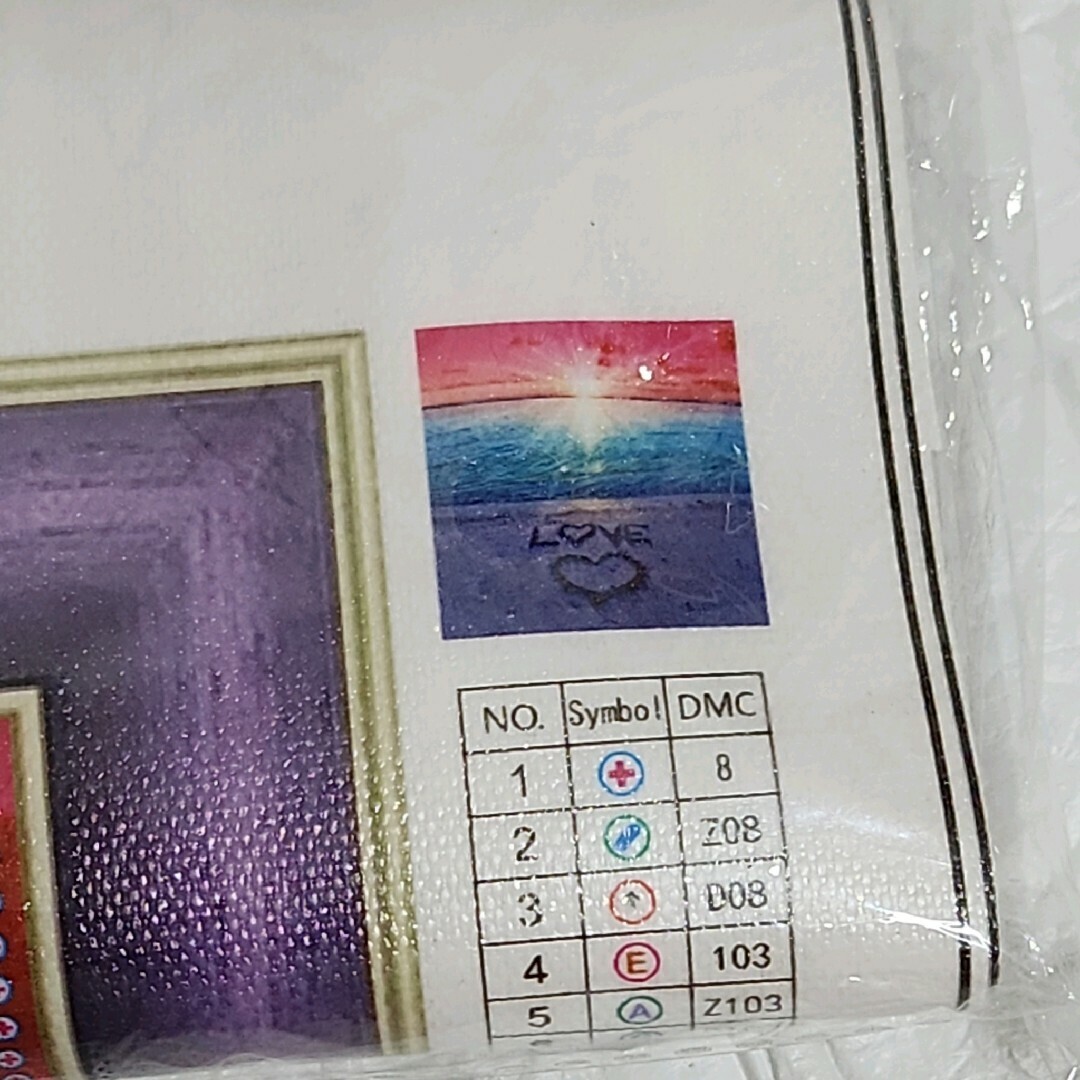 LOVE
NO. Symbol DMC
1 8
2 Z08
3 ↑ D08
4 E 103
5 A Z103